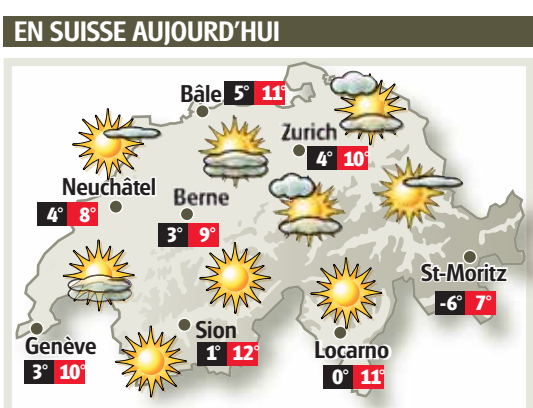 EN SUISSE AUJOURD'HUI
Bâle 5° 11°
Zurich
4° 10°
Neuchâtel
4° 8°
Berne
3° 9°
St-Moritz
-6° 7°
Sion
1° 12°
Genève
3° 10°
Locarno
0° 11°